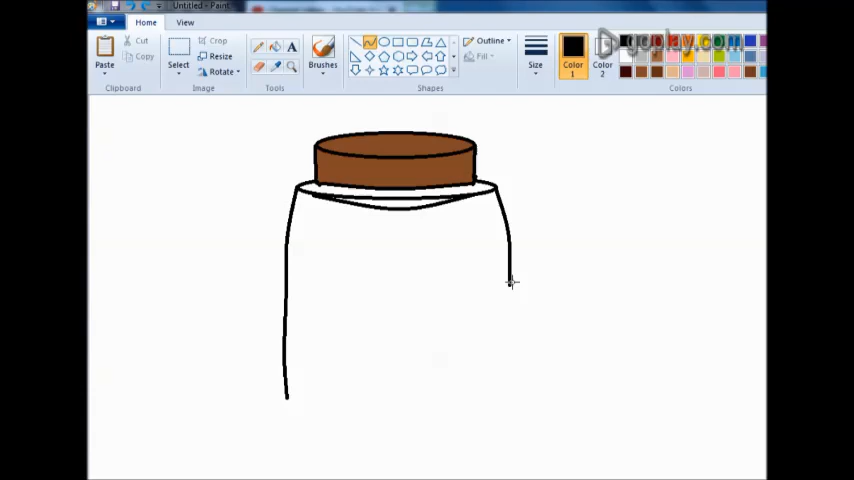 Untitled - Paint
Home View
Paste
Cut
Copy
Clipboard
Select
Crop
Resize
Rotate
Image
Tools
Brushes
Shapes
Outline
Fill
Size
Color 1
Color 2
Colors